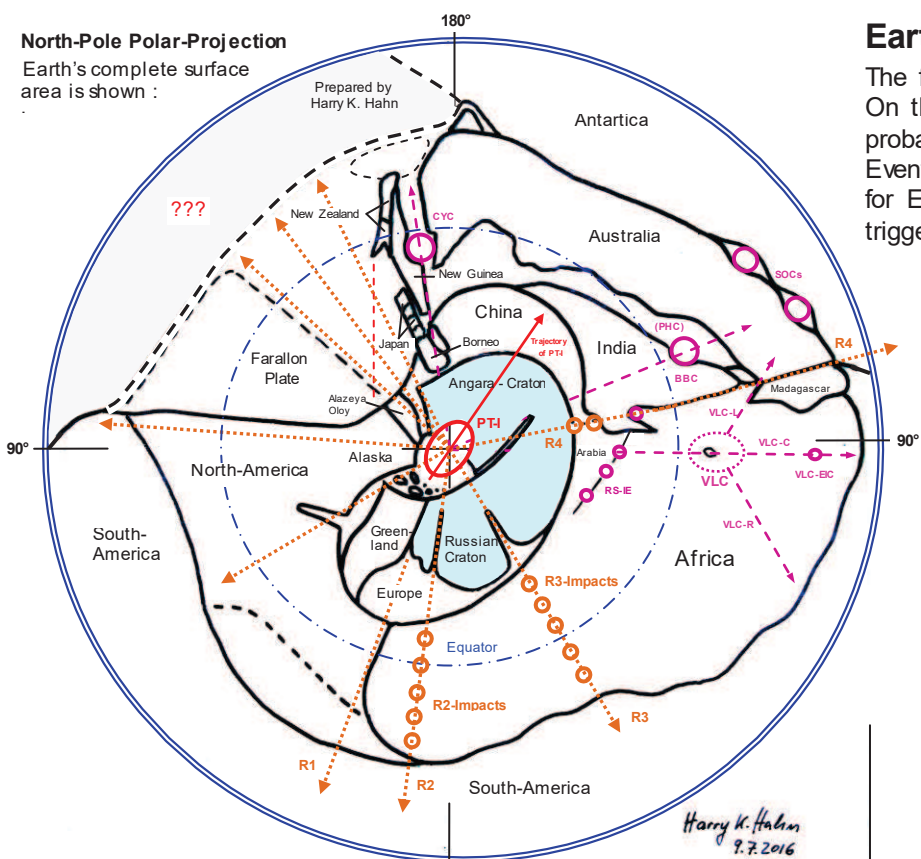 180°
North-Pole Polar-Projection
Earth's complete surface
area is shown :
:
Prepared by
Harry K. Hahn
Antartica
Ear
The
On th
proba
Even
for E
trigge
???
New Zealand
CYC
Australia
SOCs
New Guinea
China
(PHC)
Japan
Borneo
Trajectory
of PT-I
India
BBC
R4
Farallon
Plate
Angara - Craton
Madagascar
Alazeya
Oloy
VLC-L
PT-I
R4
90°
90°
Alaska
Arabia
VLC-C
North-America
VLC
VLC-EIC
RS-IE
South-
America
Green-
land
Russian
Craton
VLC-R
Africa
Europe
R3-Impacts
Equator
R2-Impacts
R3
R1
R2
South-America
Harry K. Hahn
9.7.2016